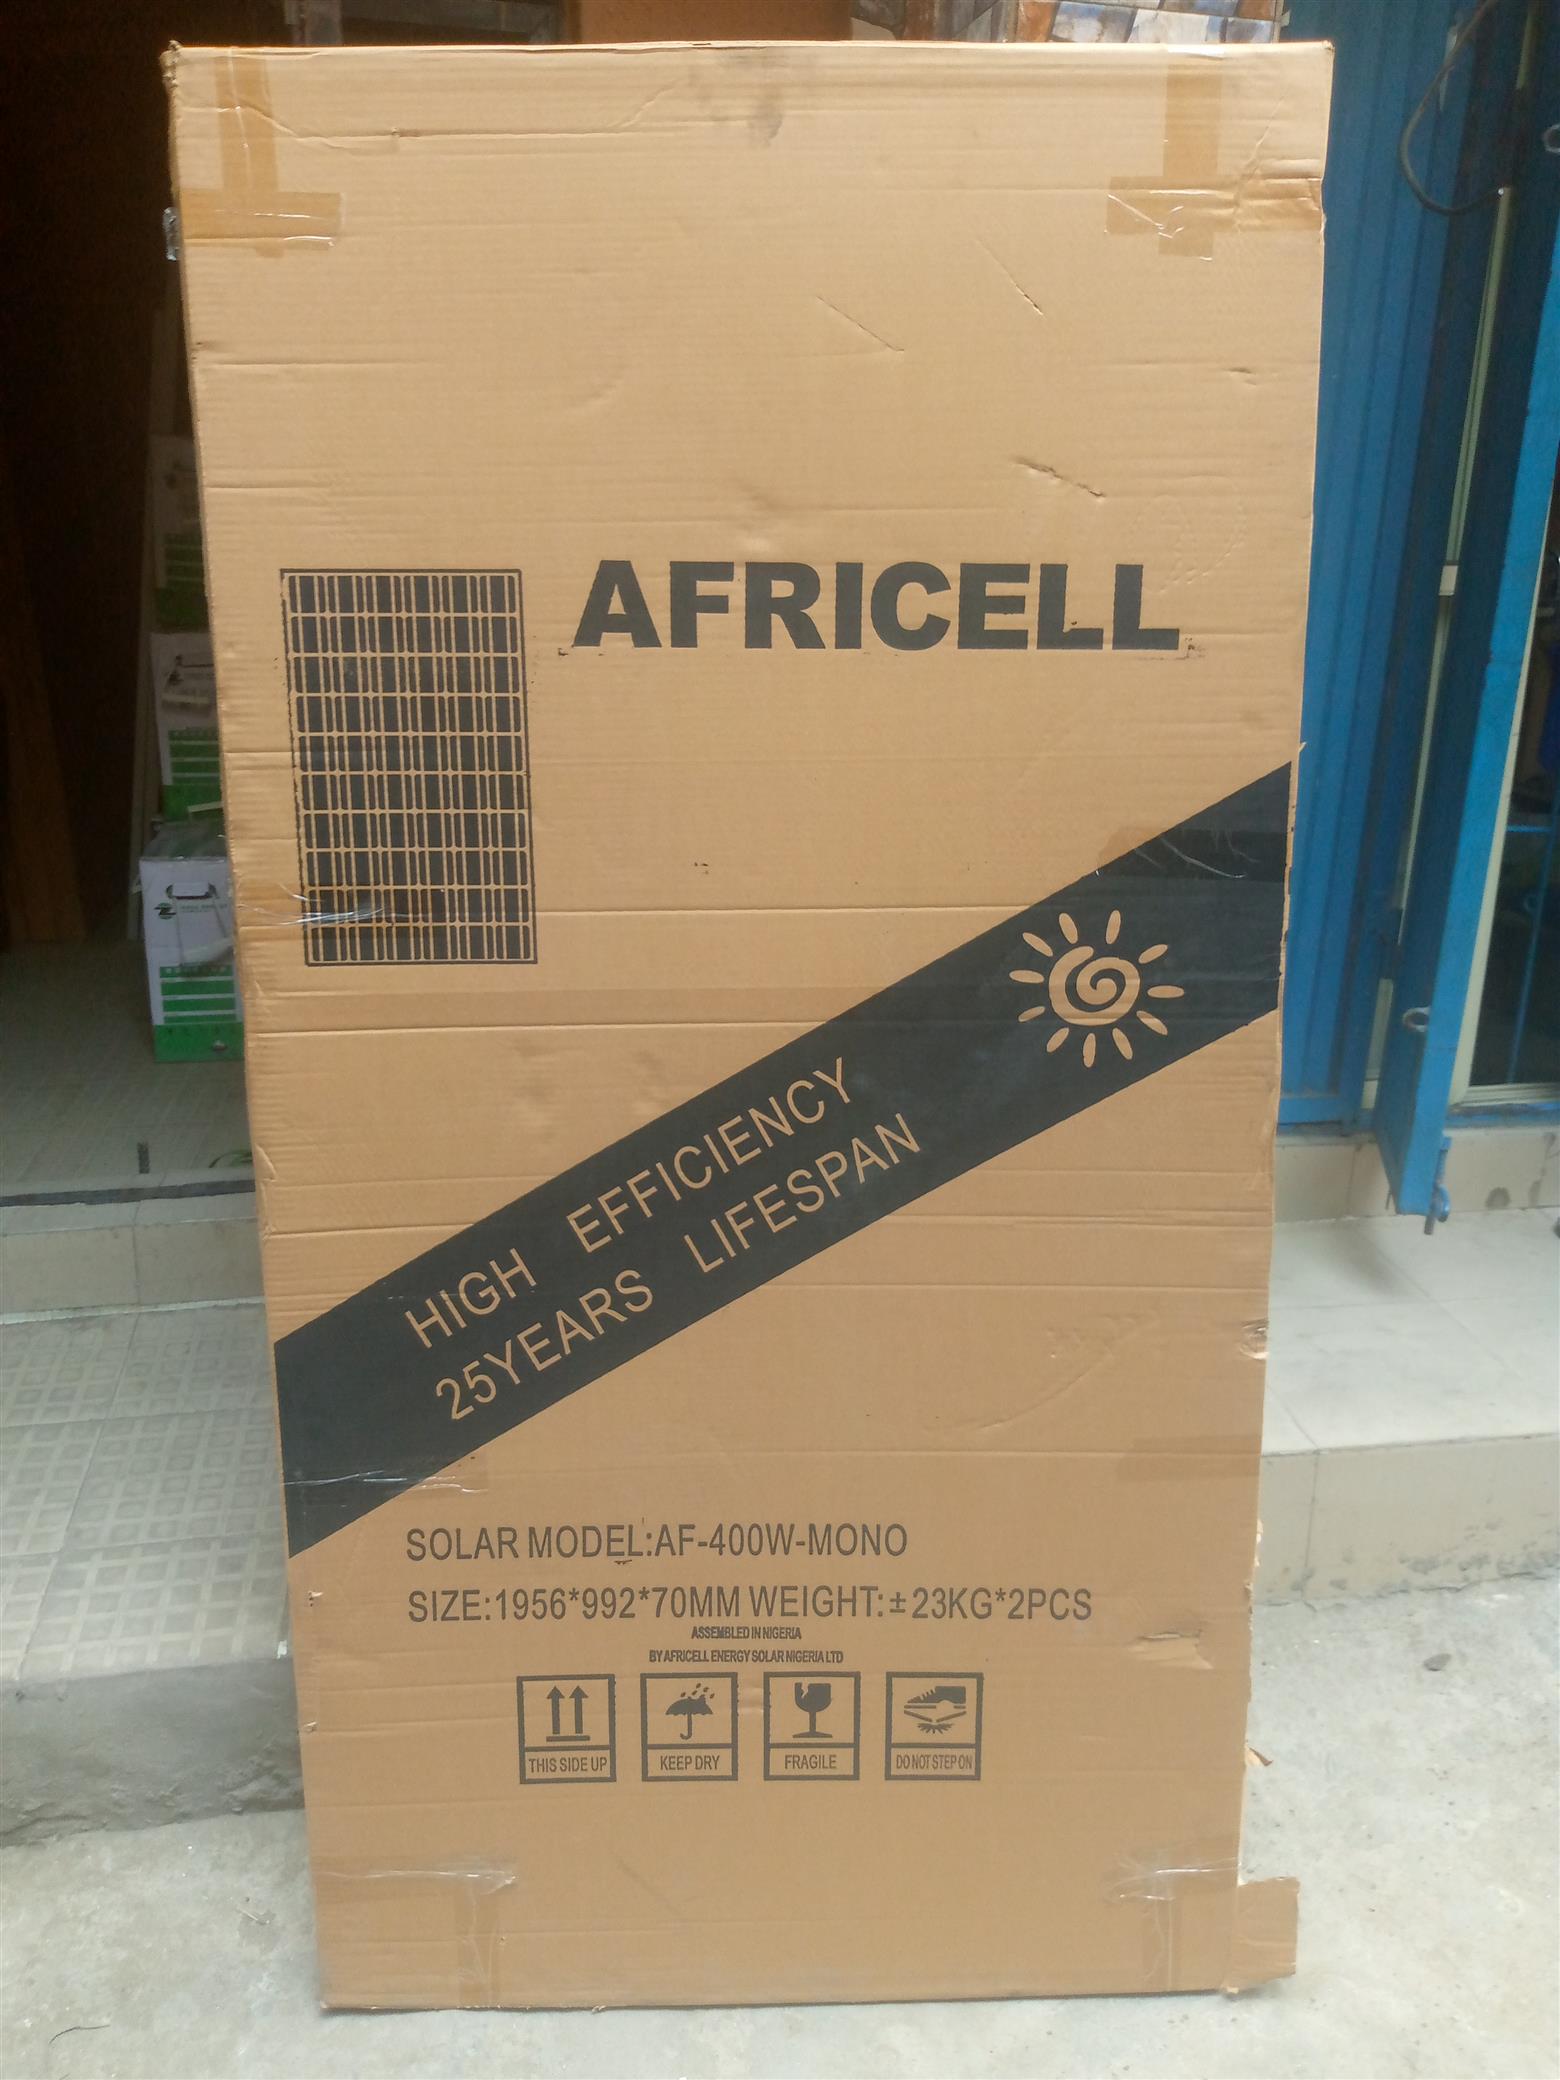 AFRICELL
HIGH EFFICIENCY
25YEARS LIFESPAN
SOLAR MODEL:AF-400W-MONO
SIZE:1956*992*70MM WEIGHT:±23KG*2PCS
ASSEMBLED IN NIGERIA
BY AFRICELL ENERGY SOLAR NIGERIA LTD
THIS SIDE UP
KEEP DRY
FRAGILE
DO NOT STEP ON